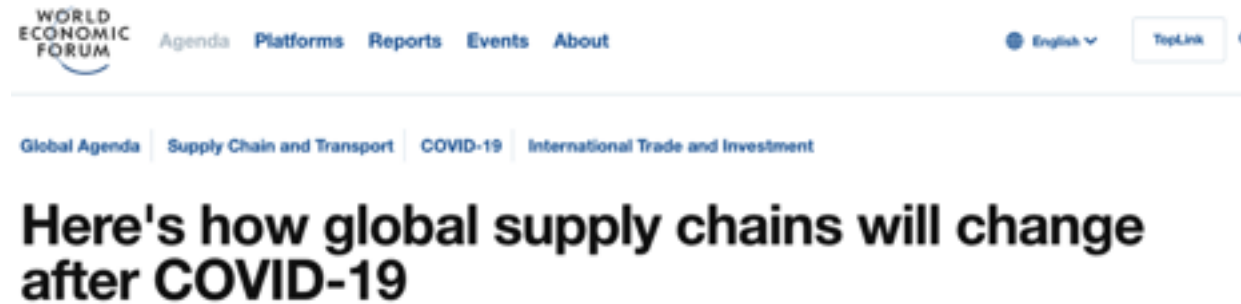 WORLD
ECONOMIC
FORUM
Agenda Platforms Reports Events About English TopLink
Global Agenda Supply Chain and Transport COVID-19 International Trade and Investment
Here's how global supply chains will change
after COVID-19